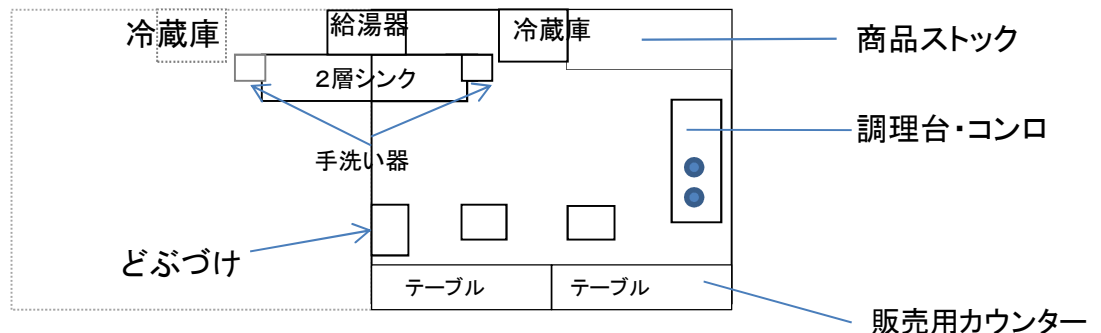 冷蔵庫
給湯器
冷蔵庫
商品ストック
２層シンク
調理台・コンロ
手洗い器
どぶづけ
テーブル
テーブル
販売用カウンター